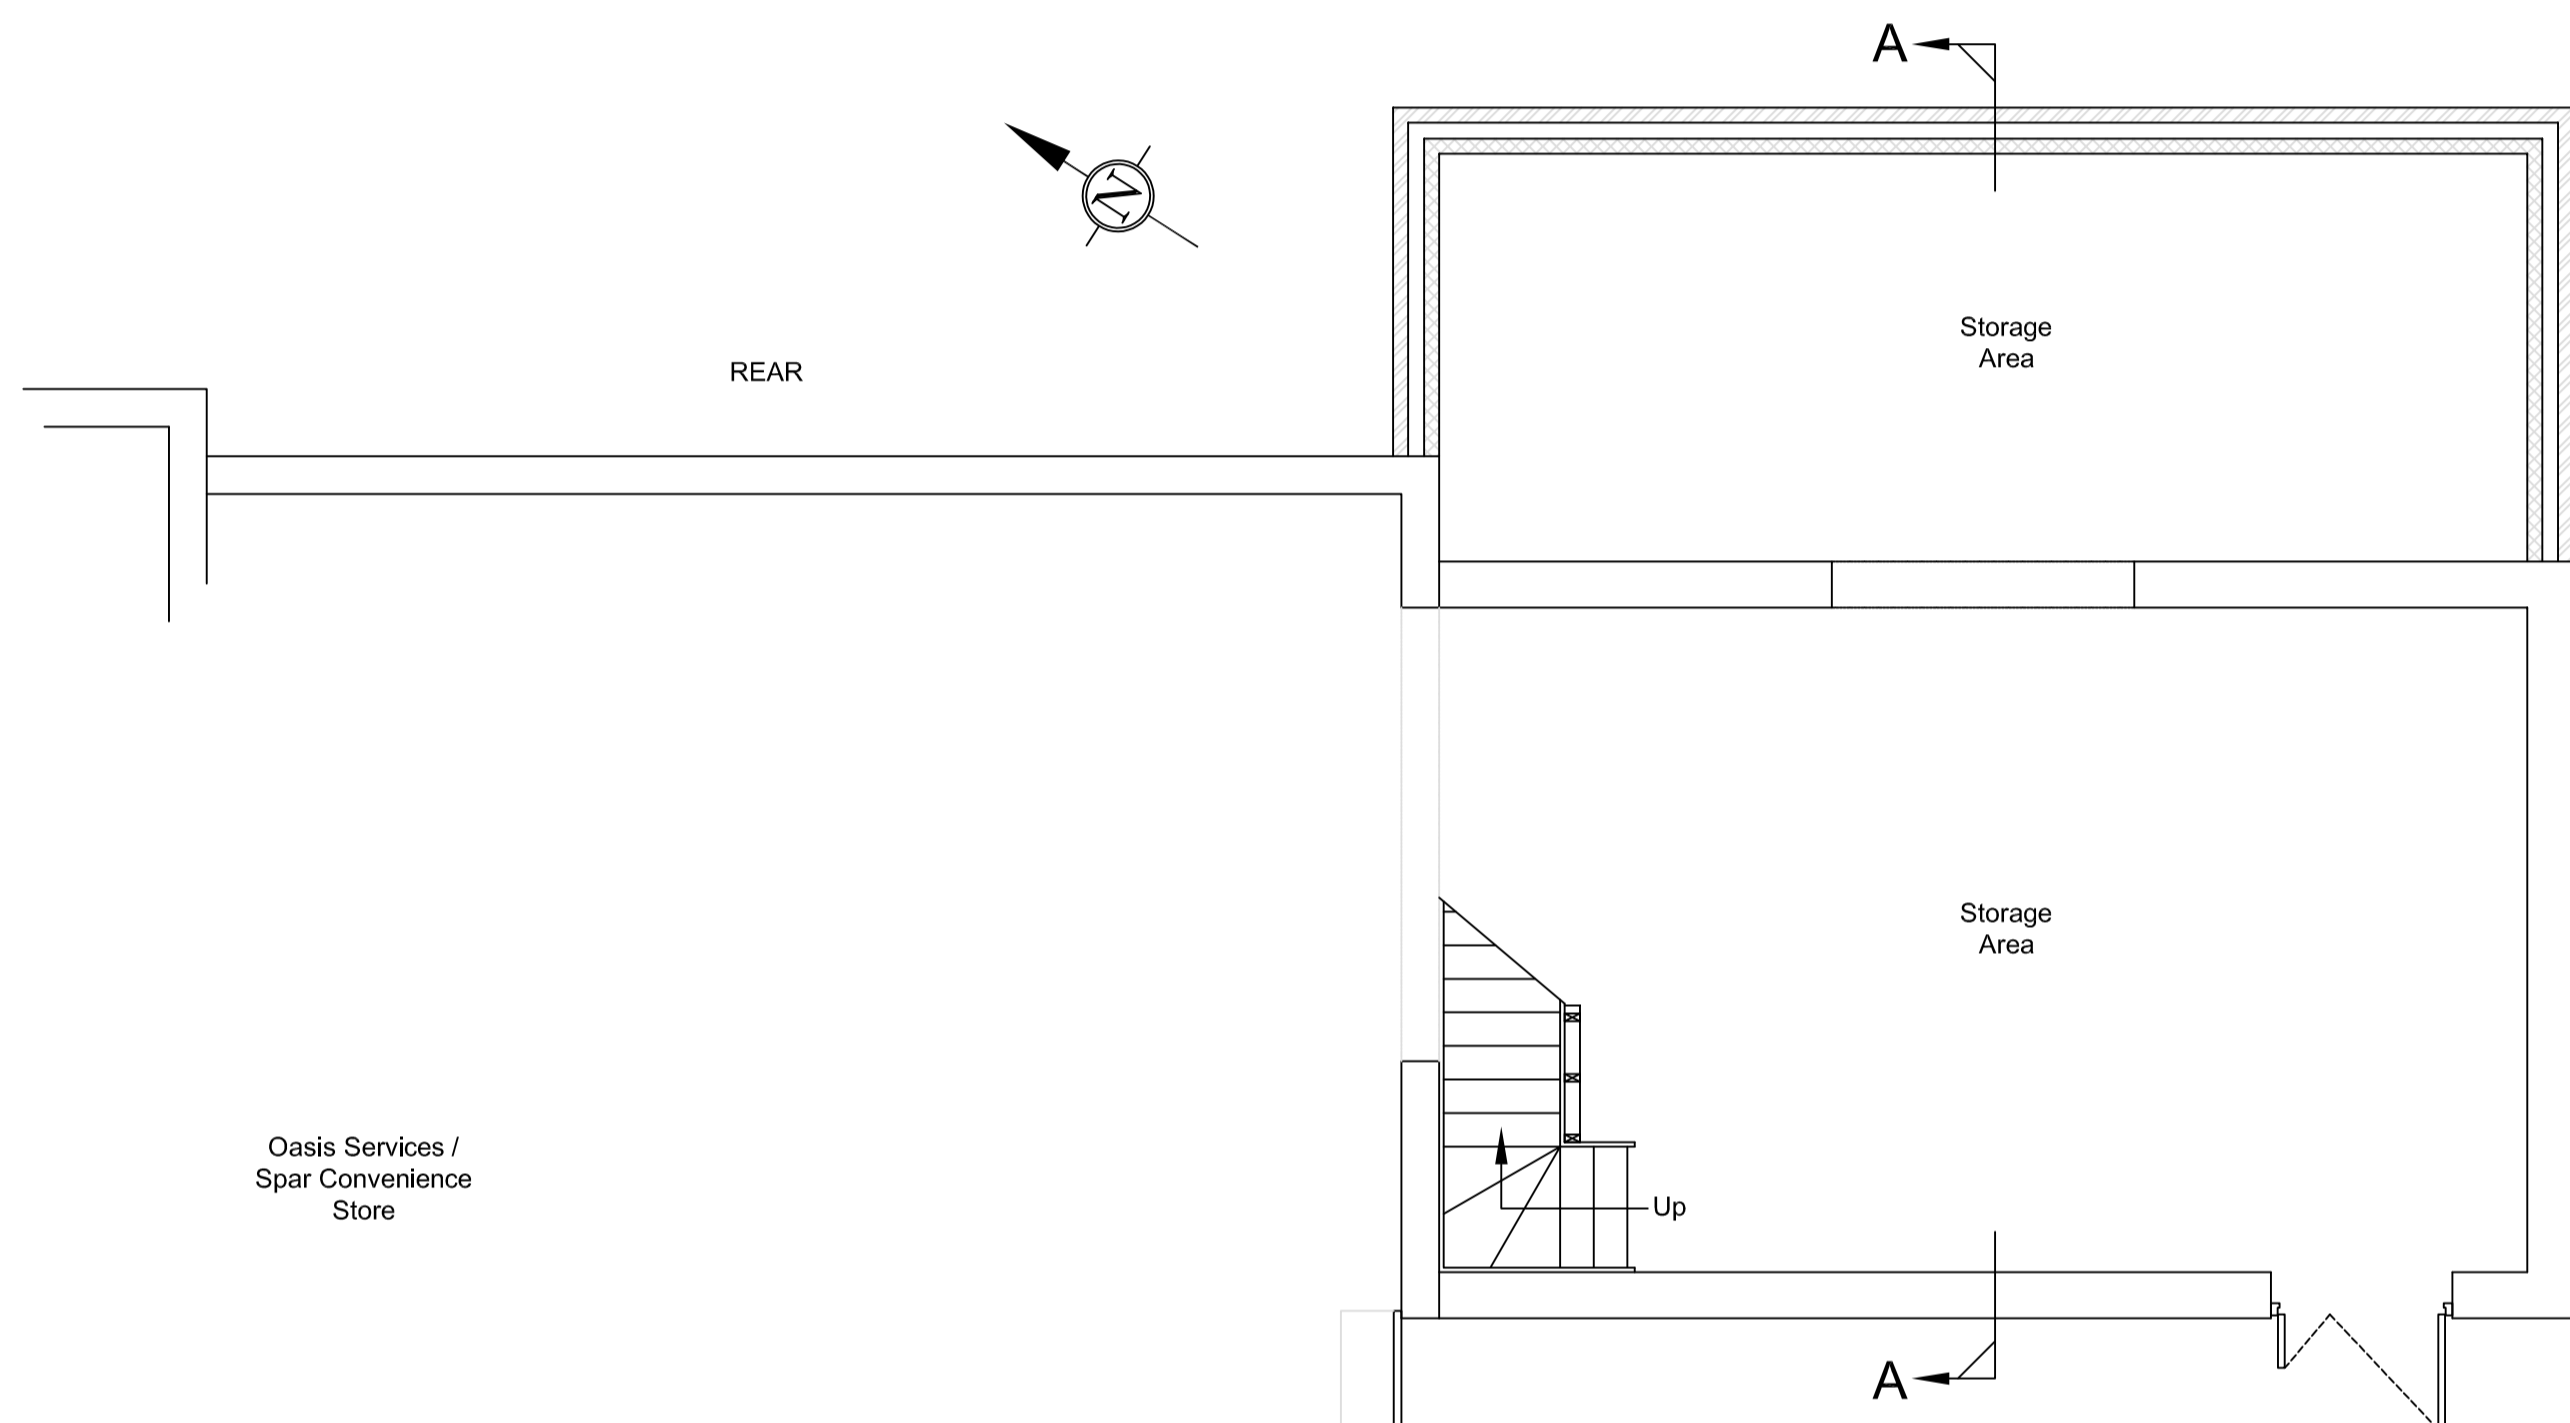 A
N
Storage
Area
REAR
Storage
Area
Oasis Services /
Spar Convenience
Store
Up
A